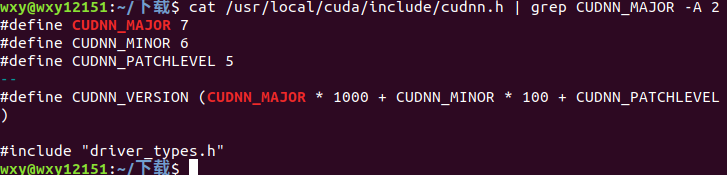 wxy@wxy12151:~/下载$ cat /usr/local/cuda/include/cudnn.h | grep CUDNN_MAJOR -A 2
#define CUDNN_MAJOR 7
#define CUDNN_MINOR 6
#define CUDNN_PATCHLEVEL 5
--
#define CUDNN_VERSION (CUDNN_MAJOR * 1000 + CUDNN_MINOR * 100 + CUDNN_PATCHLEVEL
)
#include "driver_types.h"
wxy@wxy12151:~/下载$